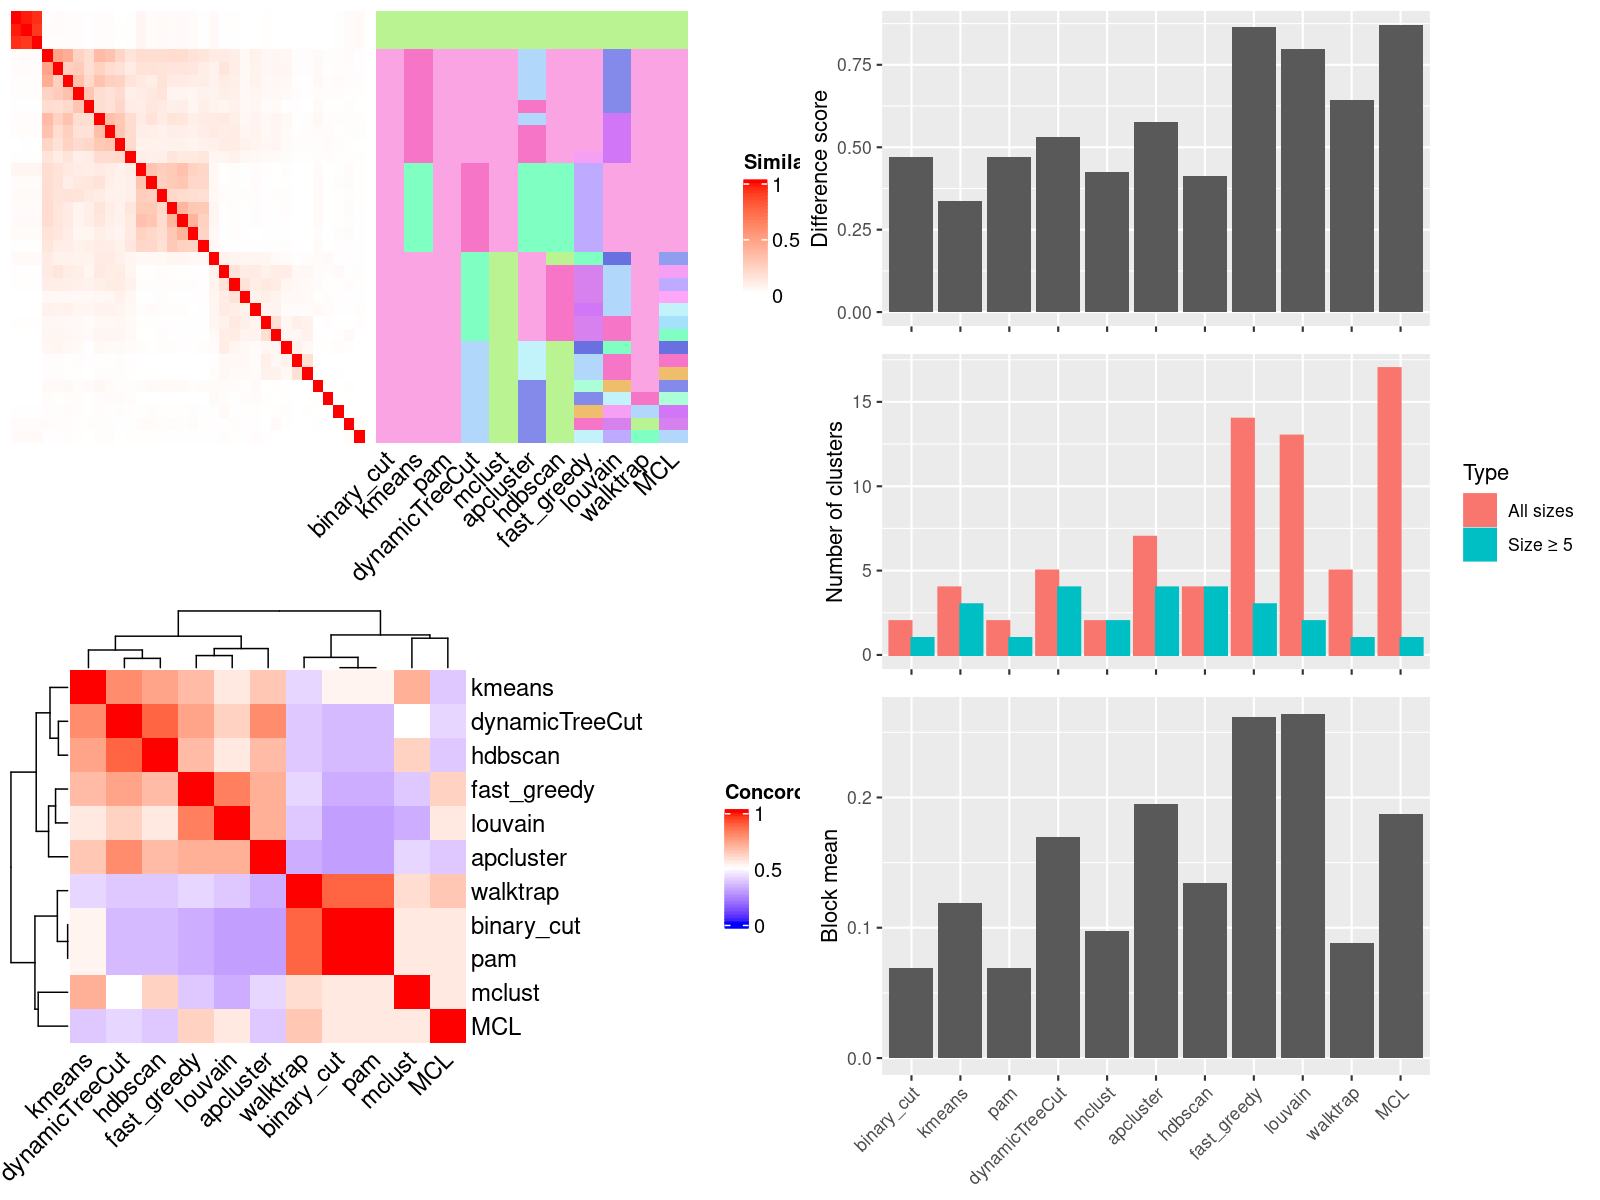 Simila
1
0.5
0
binary_cut
kmeans
pam
dynamicTreeCut
mclust
apcluster
hdbscan
fast_greedy
louvain
walktrap
MCL
kmeans
dynamicTreeCut
hdbscan
fast_greedy
louvain
apcluster
walktrap
binary_cut
pam
mclust
MCL
Concord
1
0.5
0
kmeans
dynamicTreeCut
hdbscan
fast_greedy
louvain
apcluster
walktrap
binary_cut
pam
mclust
MCL
Difference score
0.75
0.50
0.25
0.00
Number of clusters
15
10
5
0
Type
All sizes
Size ≥ 5
Block mean
0.2
0.1
0.0
binary_cut
kmeans
pam
dynamicTreeCut
mclust
apcluster
hdbscan
fast_greedy
louvain
walktrap
MCL